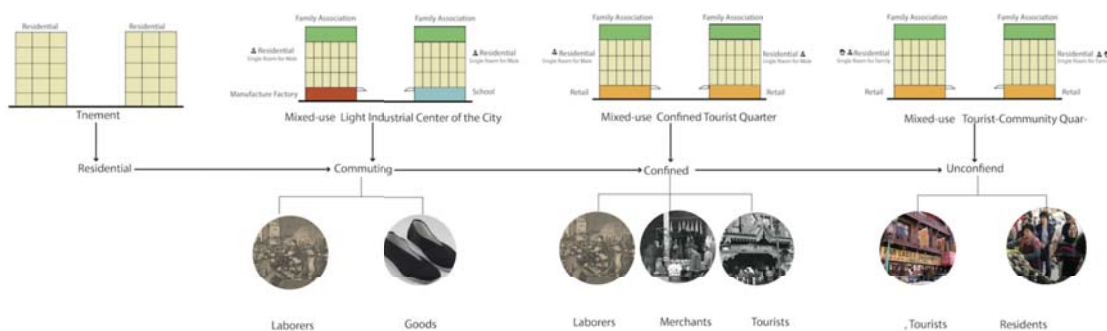 Residential
Residential
Tnement
Residential
Family Association
Family Association
Residential
Single Room for Male
Residential
Single Room for Male
Manufacture Factory
School
Mixed-use Light Industrial Center of the City
Commuting
Laborers
Goods
Family Association
Family Association
Residential
Single Room for Male
Residential
Single Room for Male
Retail
Retail
Mixed-use Confined Tourist Quarter
Confined
Laborers
Merchants
Tourists
Family Association
Family Association
Residential
Single Room for Family
Residential
Single Room for Fam
Retail
Retail
Mixed-use Tourist-Community Quar-
Unconfiend
, Tourists
Residents